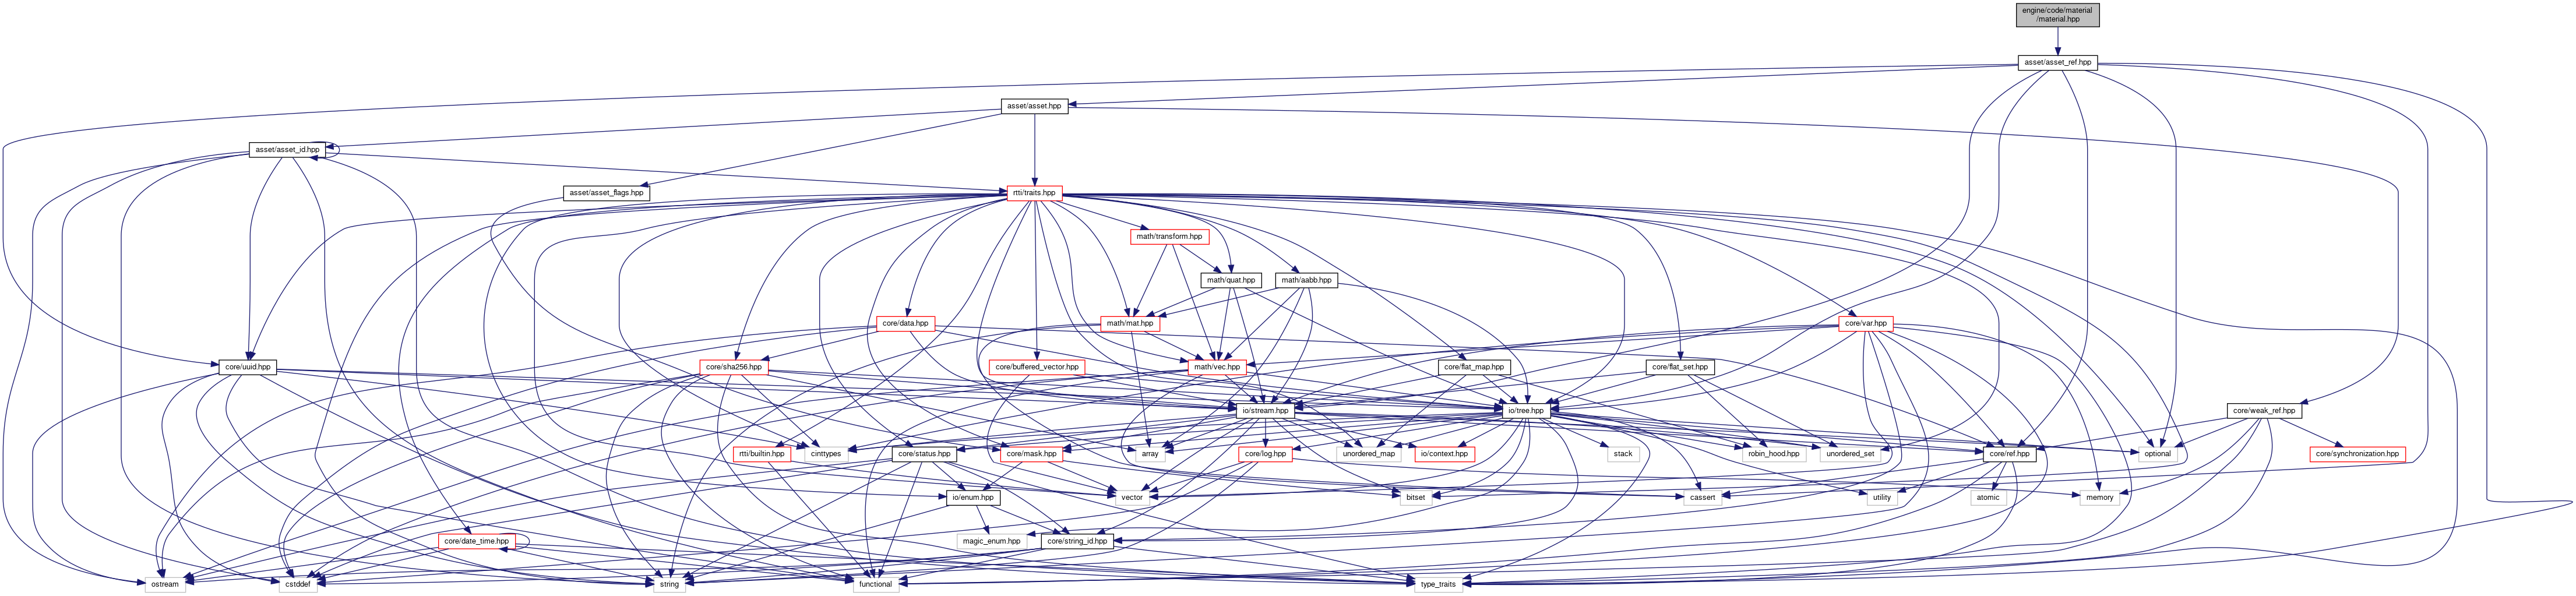 engine/code/material
/material.hpp
asset/asset_ref.hpp
asset/asset.hpp
asset/asset_id.hpp
asset/asset_flags.hpp
rtti/traits.hpp
math/transform.hpp
math/quat.hpp
math/aabb.hpp
core/data.hpp
math/mat.hpp
core/var.hpp
core/uuid.hpp
core/sha256.hpp
core/buffered_vector.hpp
math/vec.hpp
core/flat_map.hpp
core/flat_set.hpp
io/stream.hpp
io/tree.hpp
core/weak_ref.hpp
rtti/builtin.hpp
cinttypes
core/status.hpp
core/mask.hpp
array
core/log.hpp
unordered_map
io/context.hpp
stack
robin_hood.hpp
unordered_set
core/ref.hpp
optional
core/synchronization.hpp
io/enum.hpp
vector
bitset
cassert
utility
atomic
memory
core/date_time.hpp
magic_enum.hpp
core/string_id.hpp
ostream
cstddef
string
functional
type_traits